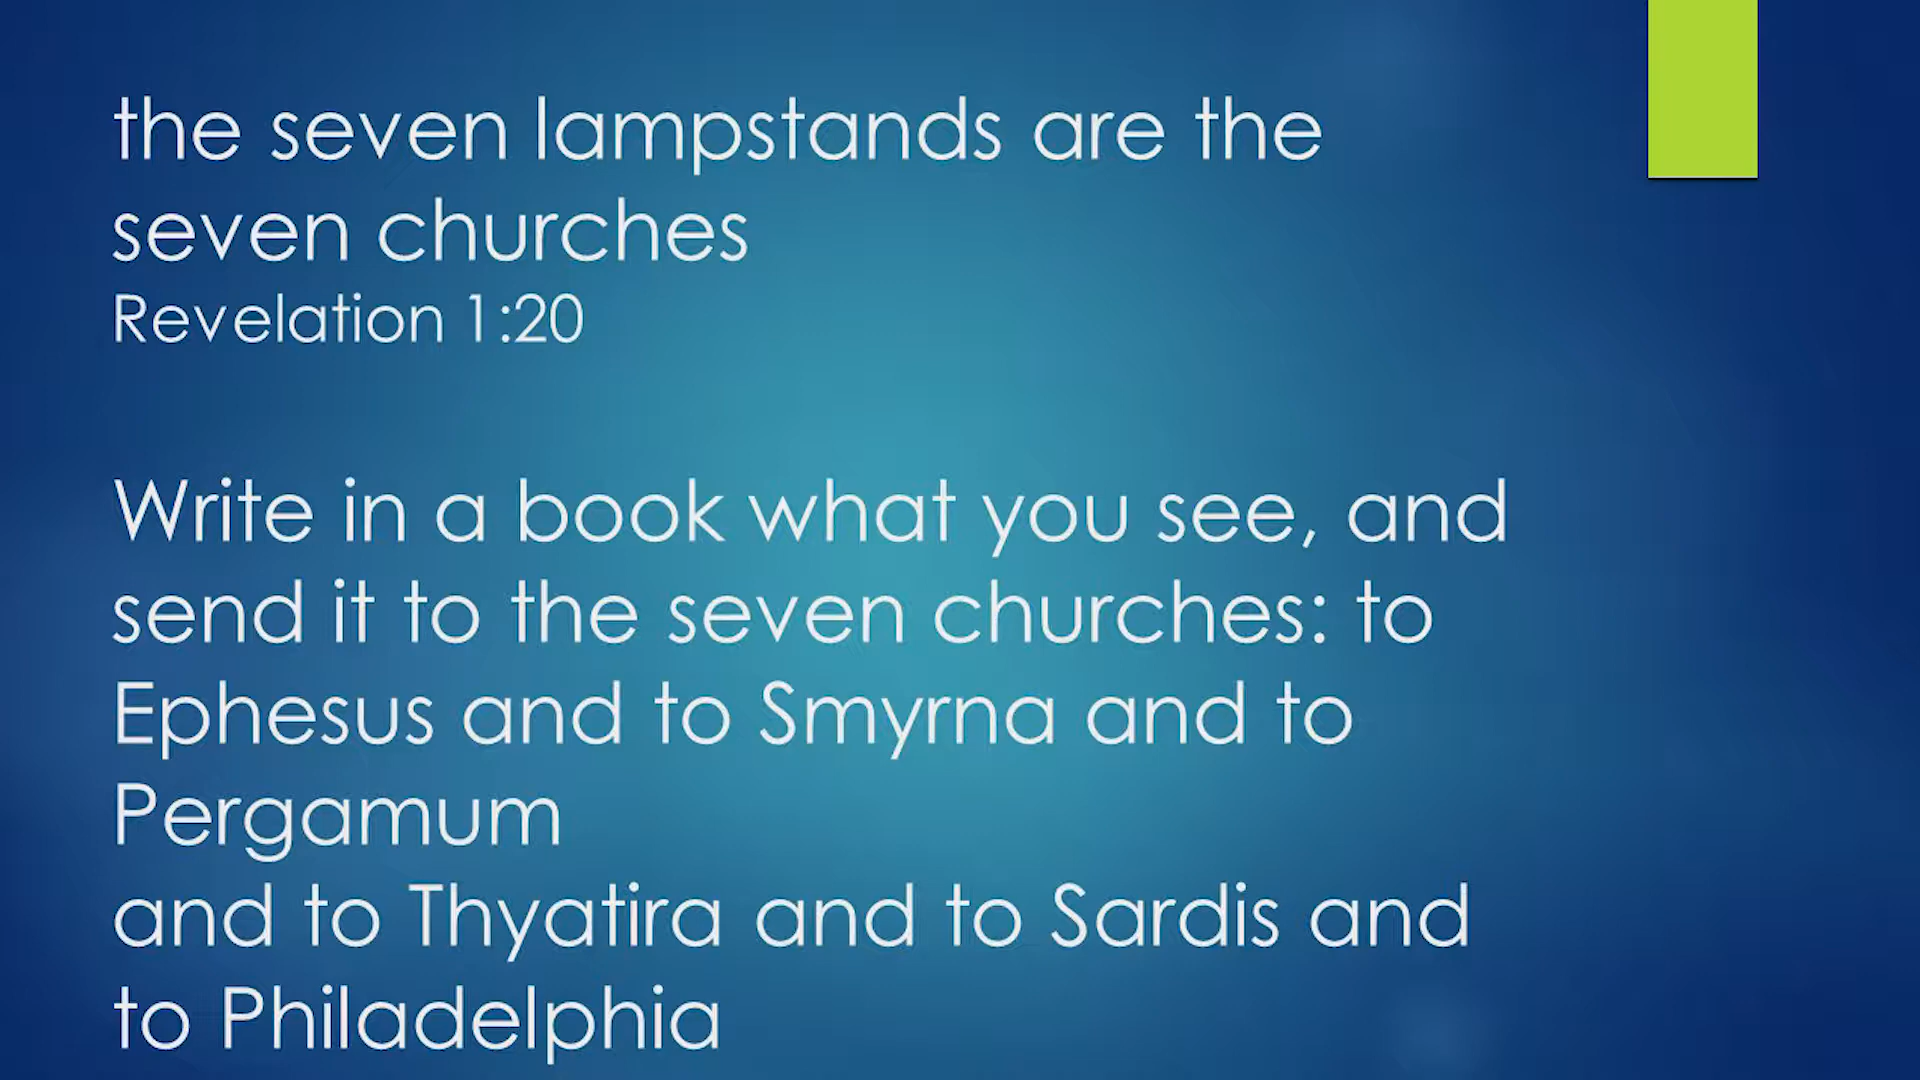 the seven lampstands are the
seven churches
Revelation 1:20
Write in a book what you see, and
send it to the seven churches: to
Ephesus and to Smyrna and to
Pergamum
and to Thyatira and to Sardis and
to Philadelphia